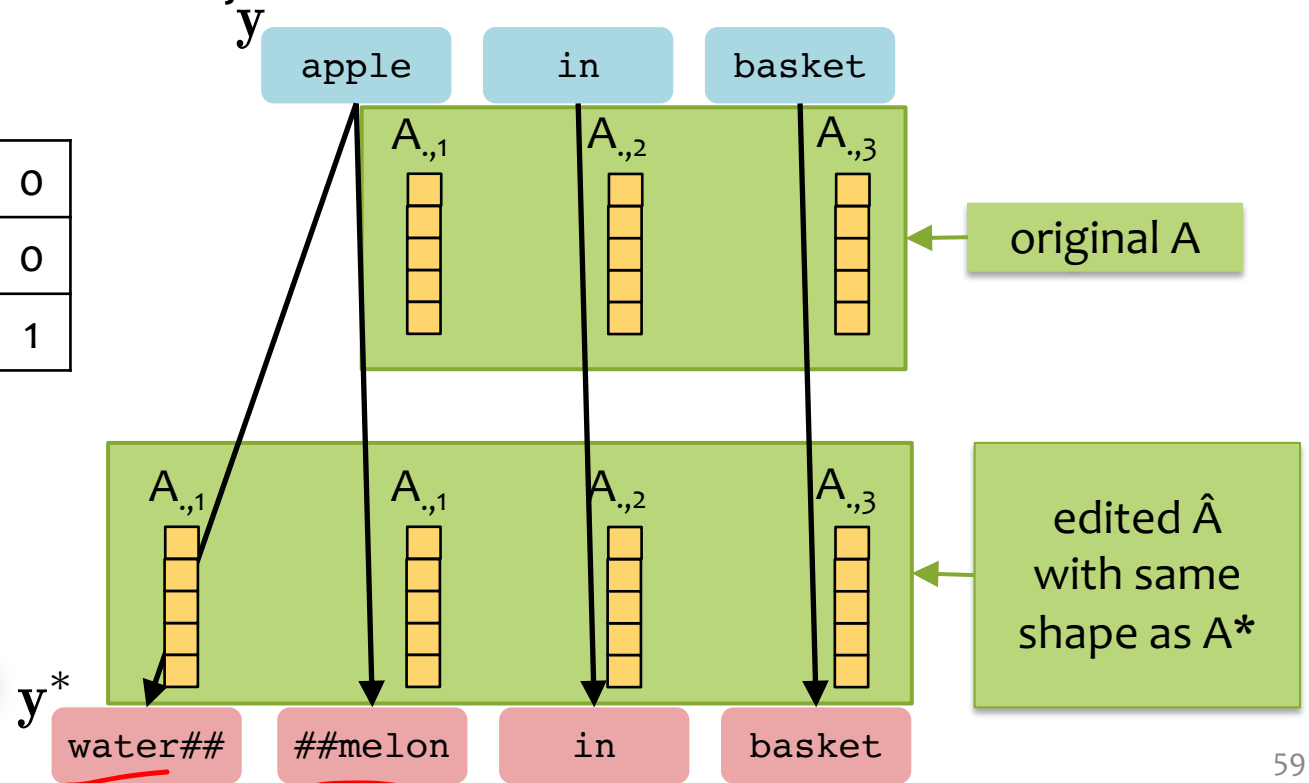 y
apple in basket
A.,1 A.,2 A.,3
0
0
1
original A
A.,1 A.,1 A.,2 A.,3
edited Â
with same
shape as A*
y*
water## ##melon in basket
59